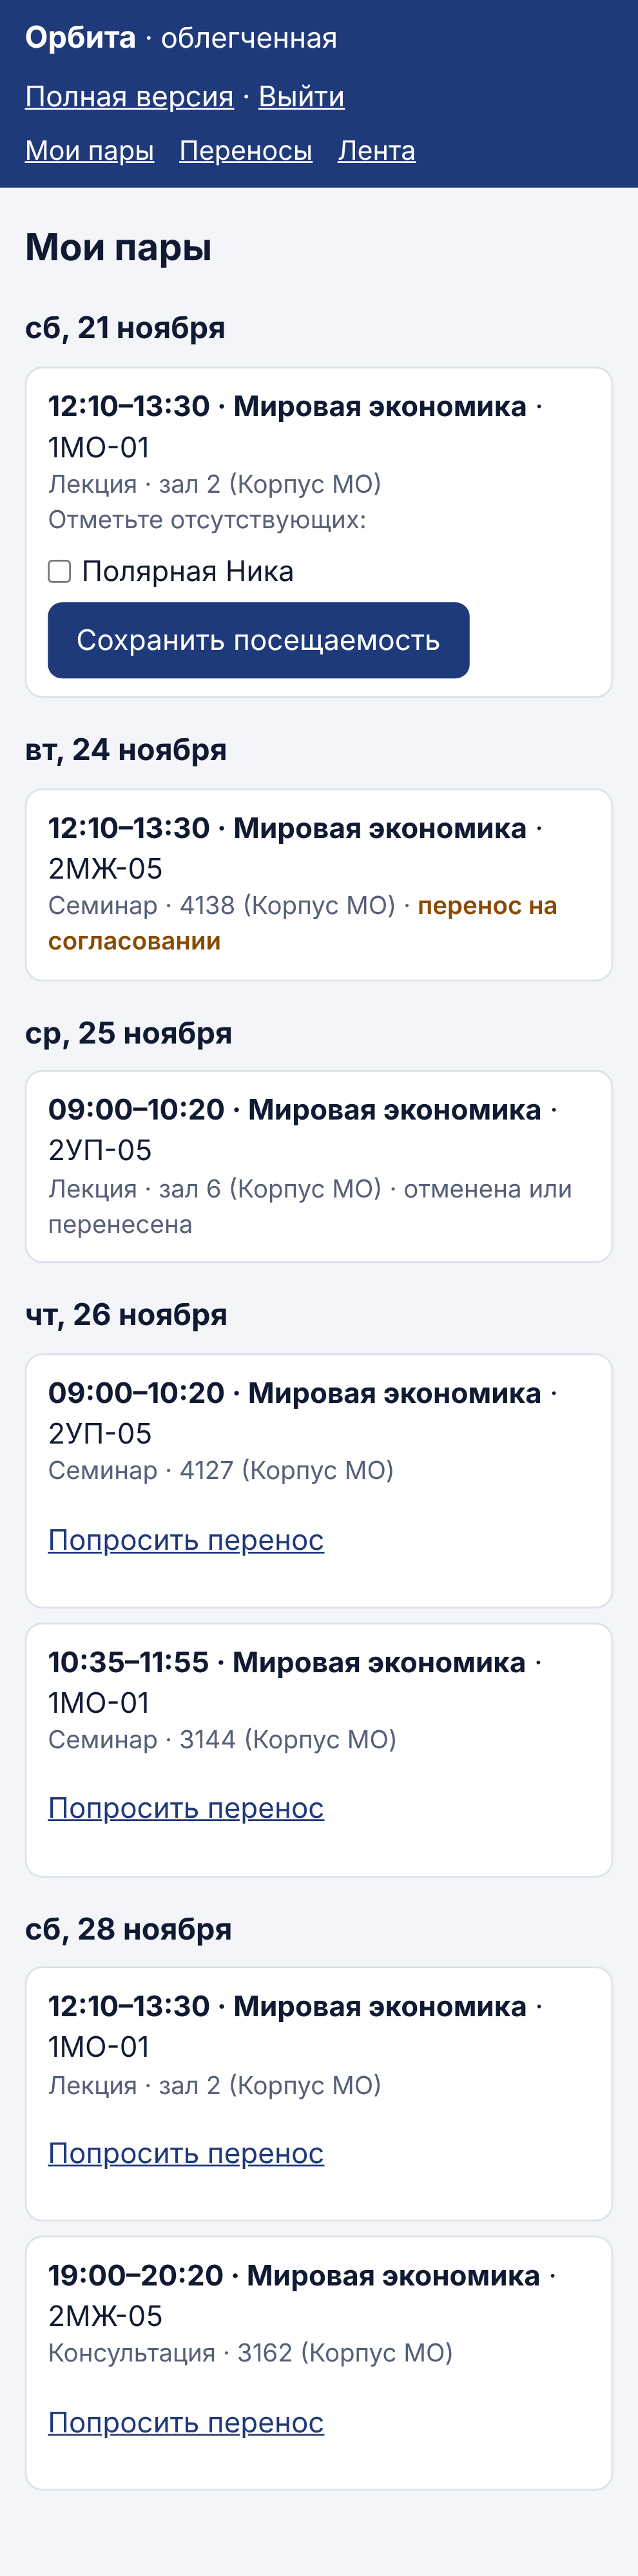 Орбита · облегченная
Полная версия · Выйти
Мои пары Переносы Лента
Мои пары
сб, 21 ноября
12:10–13:30 · Мировая экономика ·
1МО-01
Лекция · зал 2 (Корпус МО)
Отметьте отсутствующих:
Полярная Ника
Сохранить посещаемость
вт, 24 ноября
12:10–13:30 · Мировая экономика ·
2МЖ-05
Семинар · 4138 (Корпус МО) · перенос на
согласовании
ср, 25 ноября
09:00–10:20 · Мировая экономика ·
2УП-05
Лекция · зал 6 (Корпус МО) · отменена или
перенесена
чт, 26 ноября
09:00–10:20 · Мировая экономика ·
2УП-05
Семинар · 4127 (Корпус МО)
Попросить перенос
10:35–11:55 · Мировая экономика ·
1МО-01
Семинар · 3144 (Корпус МО)
Попросить перенос
сб, 28 ноября
12:10–13:30 · Мировая экономика ·
1МО-01
Лекция · зал 2 (Корпус МО)
Попросить перенос
19:00–20:20 · Мировая экономика ·
2МЖ-05
Консультация · 3162 (Корпус МО)
Попросить перенос